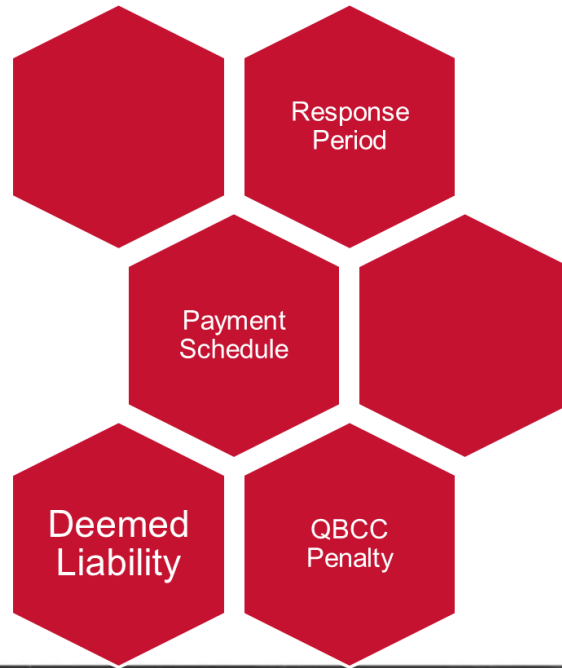 Response
Period
Payment
Schedule
Deemed
Liability
QBCC
Penalty